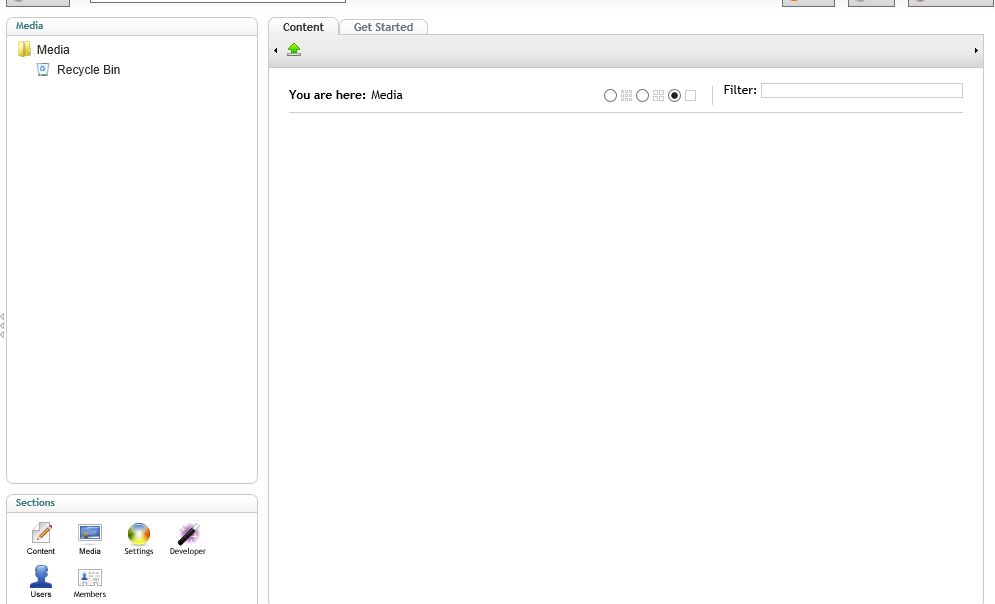 Media
Media
Recycle Bin
Content
Get Started
You are here: Media
Filter:
Sections
Content
Media
Settings
Developer
Users
Members